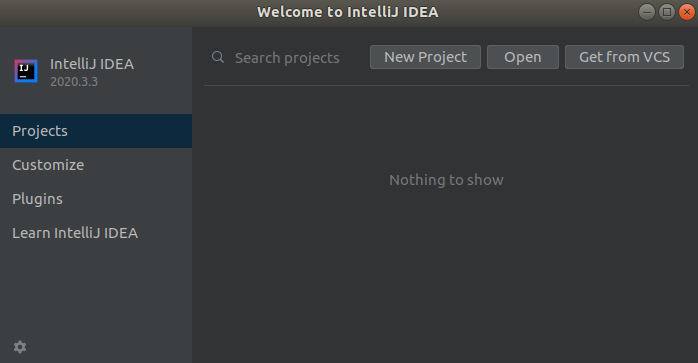 Welcome to IntelliJ IDEA
IJ
IntelliJ IDEA
2020.3.3
Search projects
New Project
Open
Get from VCS
Projects
Customize
Plugins
Learn IntelliJ IDEA
Nothing to show